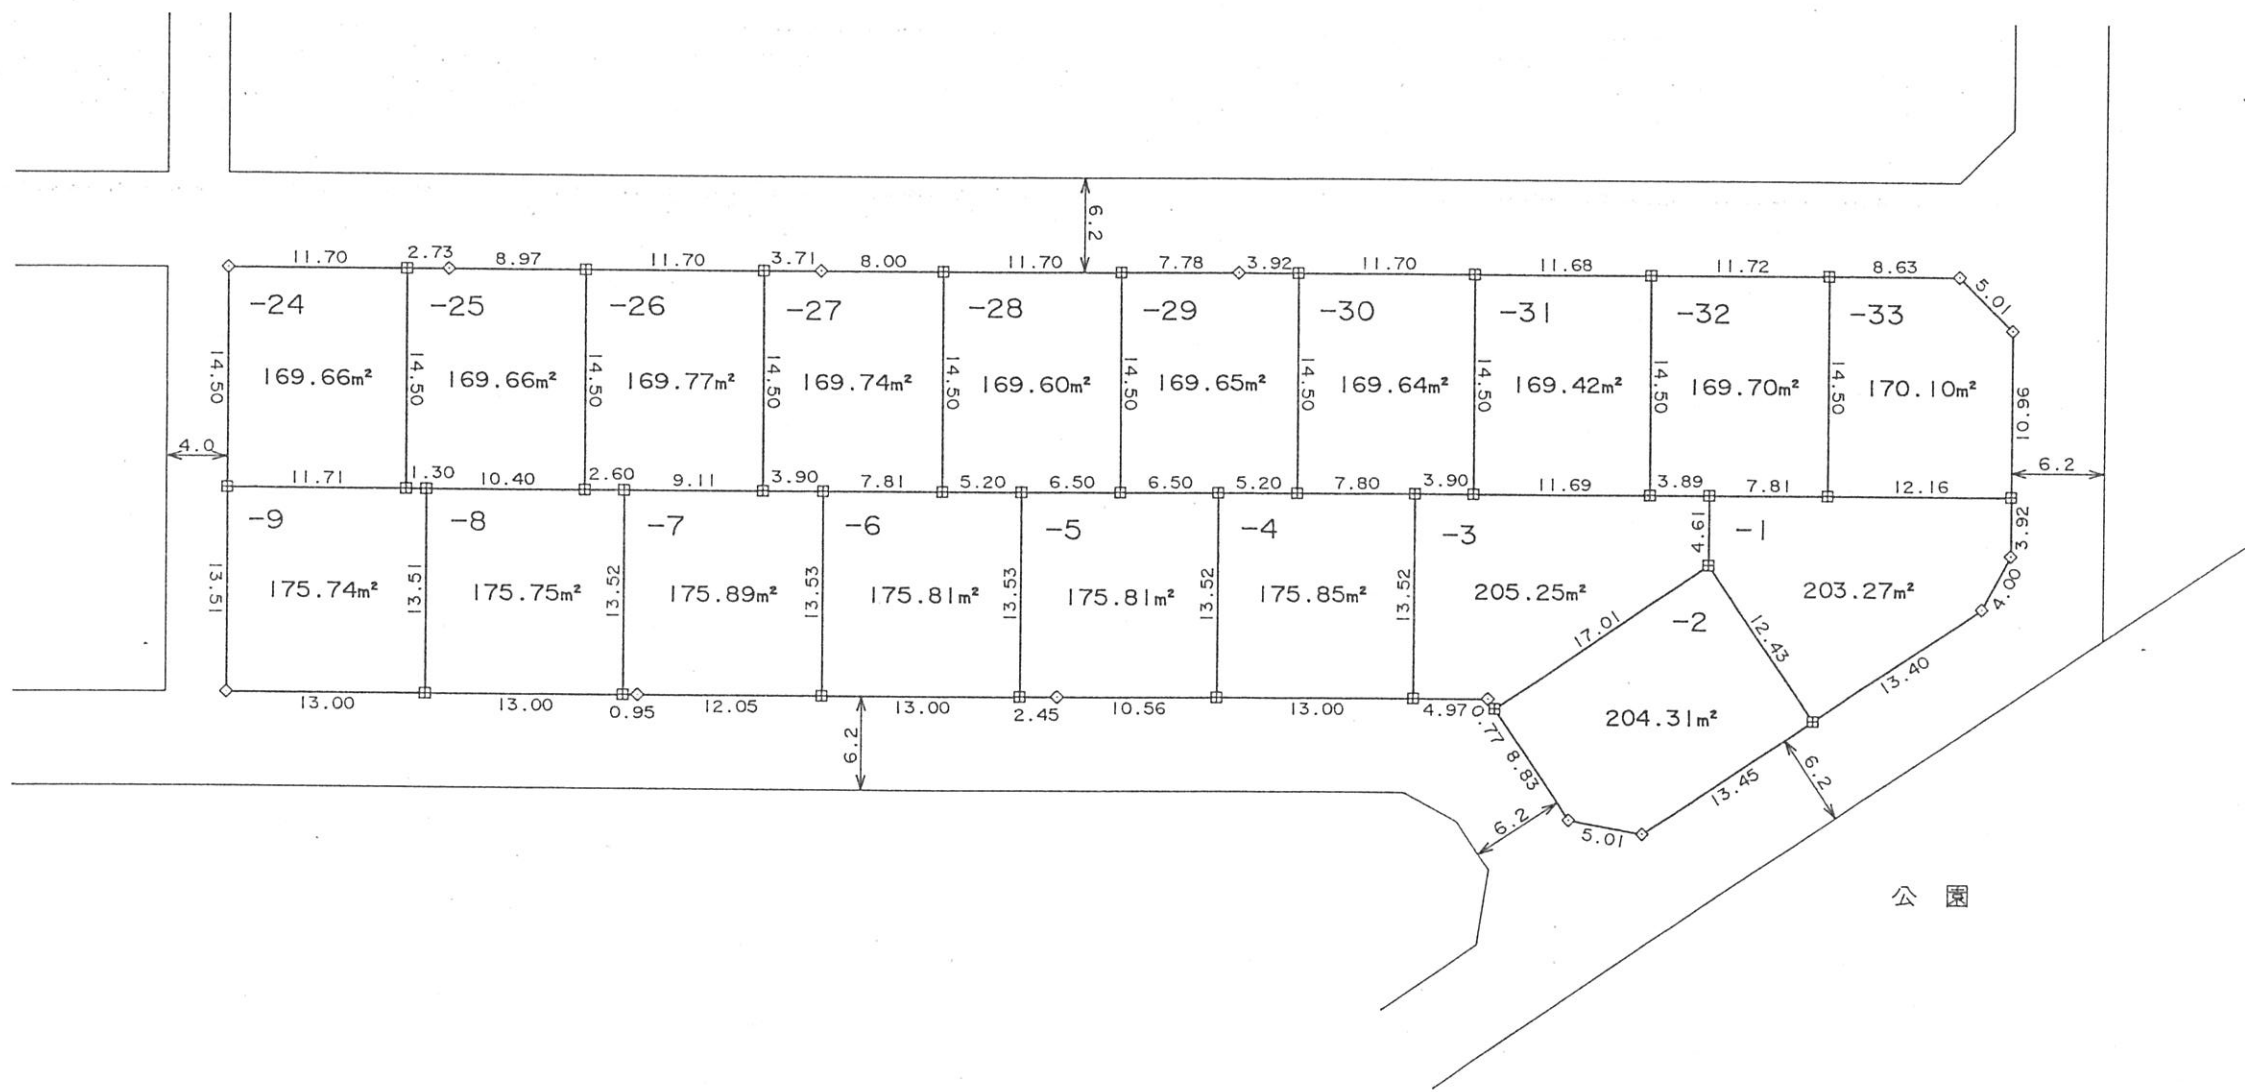 6.2
11.70 2.73 8.97 11.70 3.71 8.00 11.70 7.78 3.92 11.70 11.68 11.72 8.63 5.01
-24 -25 -26 -27 -28 -29 -30 -31 -32 -33
14.50 14.50 14.50 14.50 14.50 14.50 14.50 14.50 14.50 14.50 10.96
169.66m² 169.66m² 169.77m² 169.74m² 169.60m² 169.65m² 169.64m² 169.42m² 169.70m² 170.10m²
4.0 6.2
11.71 1.30 10.40 2.60 9.11 3.90 7.81 5.20 6.50 6.50 5.20 7.80 3.90 11.69 3.89 7.81 12.16
-9 -8 -7 -6 -5 -4 -3 -1
4.61 3.92
13.51 13.51 13.52 13.53 13.53 13.52 13.52 4.00
175.74m² 175.75m² 175.89m² 175.81m² 175.81m² 175.85m² 205.25m² 203.27m²
17.01 -2 12.43 13.40
13.00 13.00 0.95 12.05 13.00 2.45 10.56 13.00 4.97 0.77
204.31m²
6.2 8.83 6.2
13.45
6.2 5.01
公園